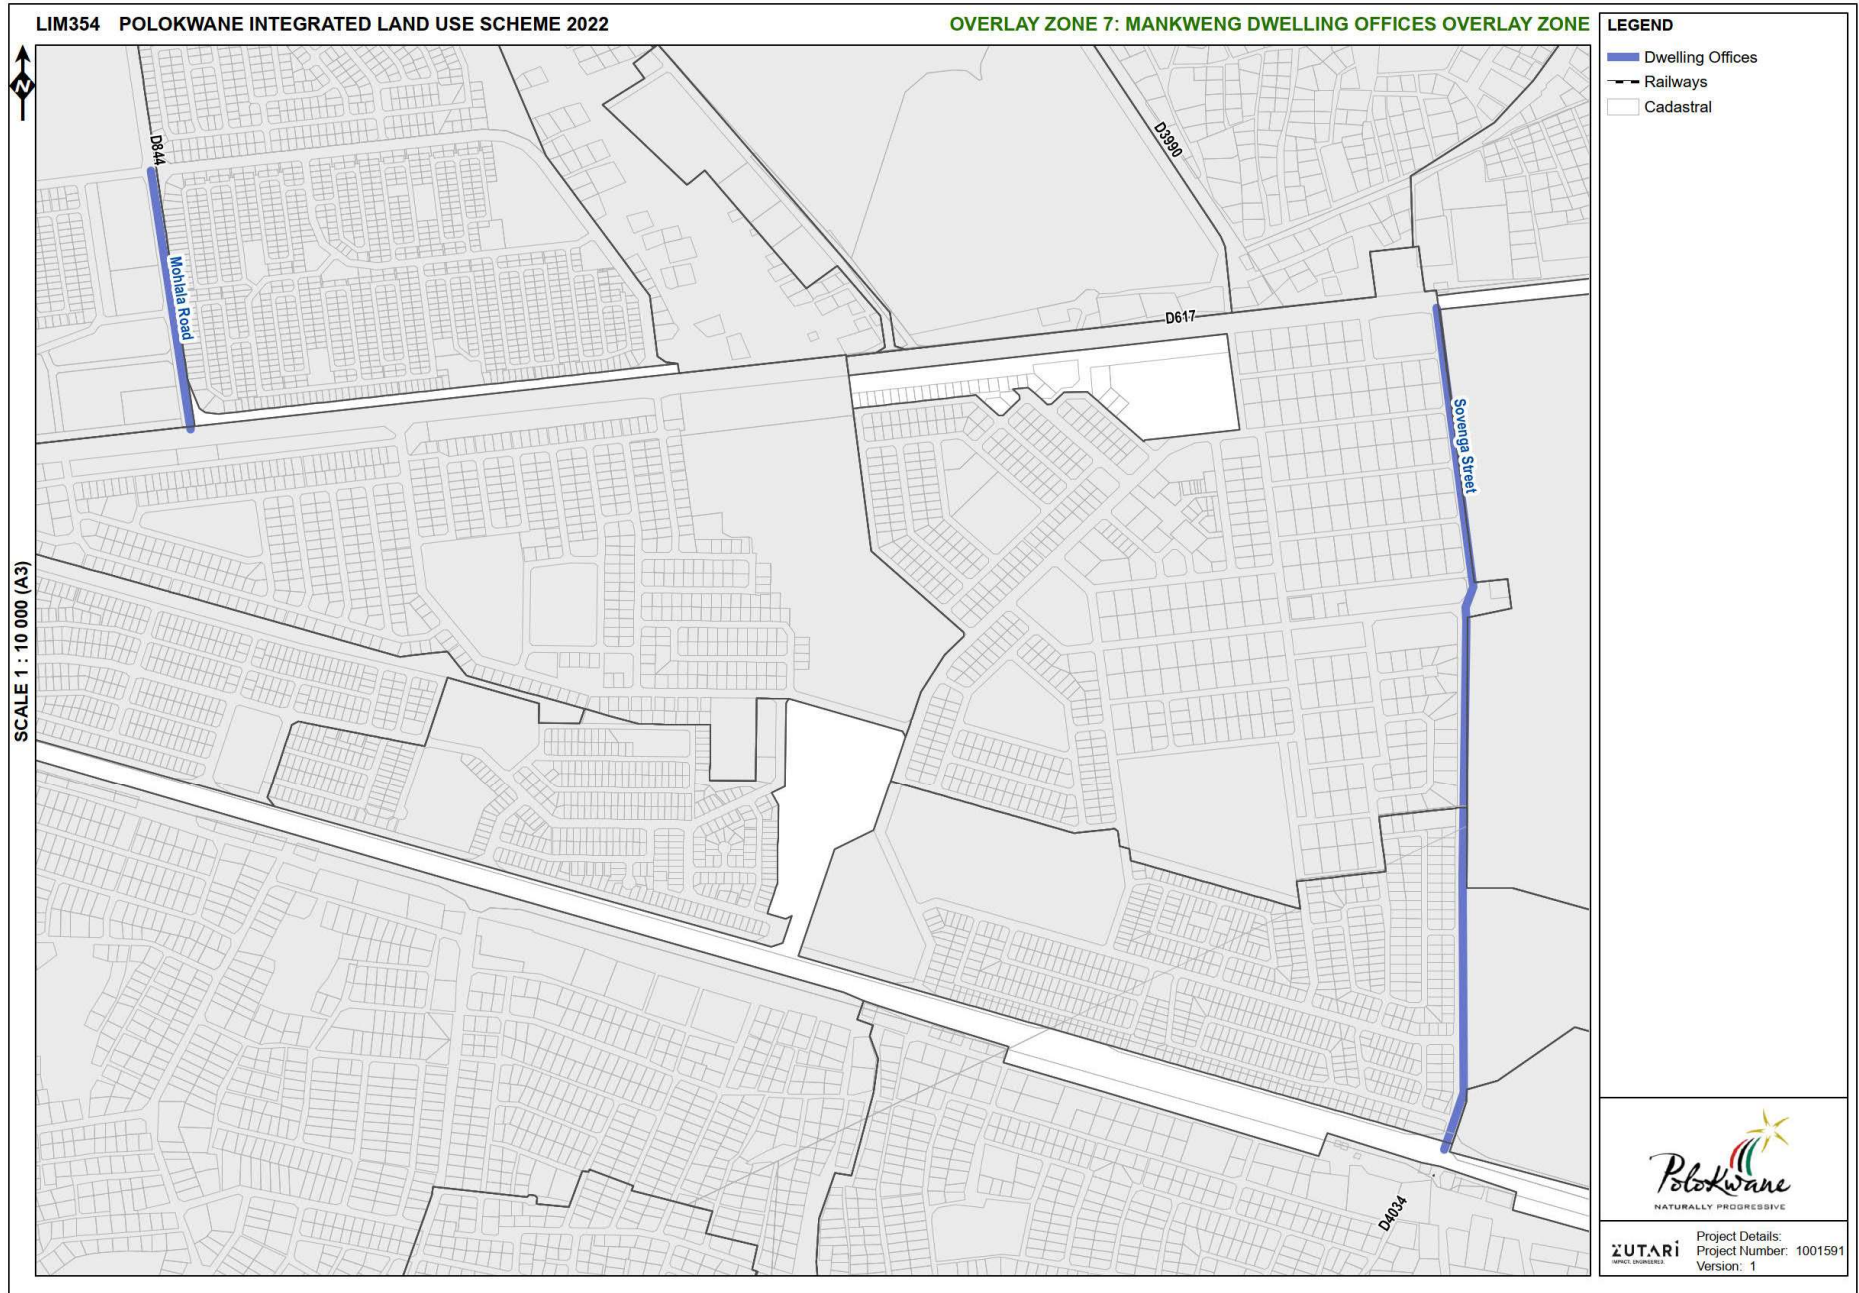 LIM354 POLOKWANE INTEGRATED LAND USE SCHEME 2022
OVERLAY ZONE 7: MANKWENG DWELLING OFFICES OVERLAY ZONE
LEGEND
Dwelling Offices
Railways
Cadastral
N
SCALE 1 : 10 000 (A3)
D844
Mohlala Road
D3990
D617
Sovenga Street
D4034
PoloKwane
NATURALLY PROGRESSIVE
ZUTARI
IMPACT. ENGINEERED.
Project Details:
Project Number: 1001591
Version: 1